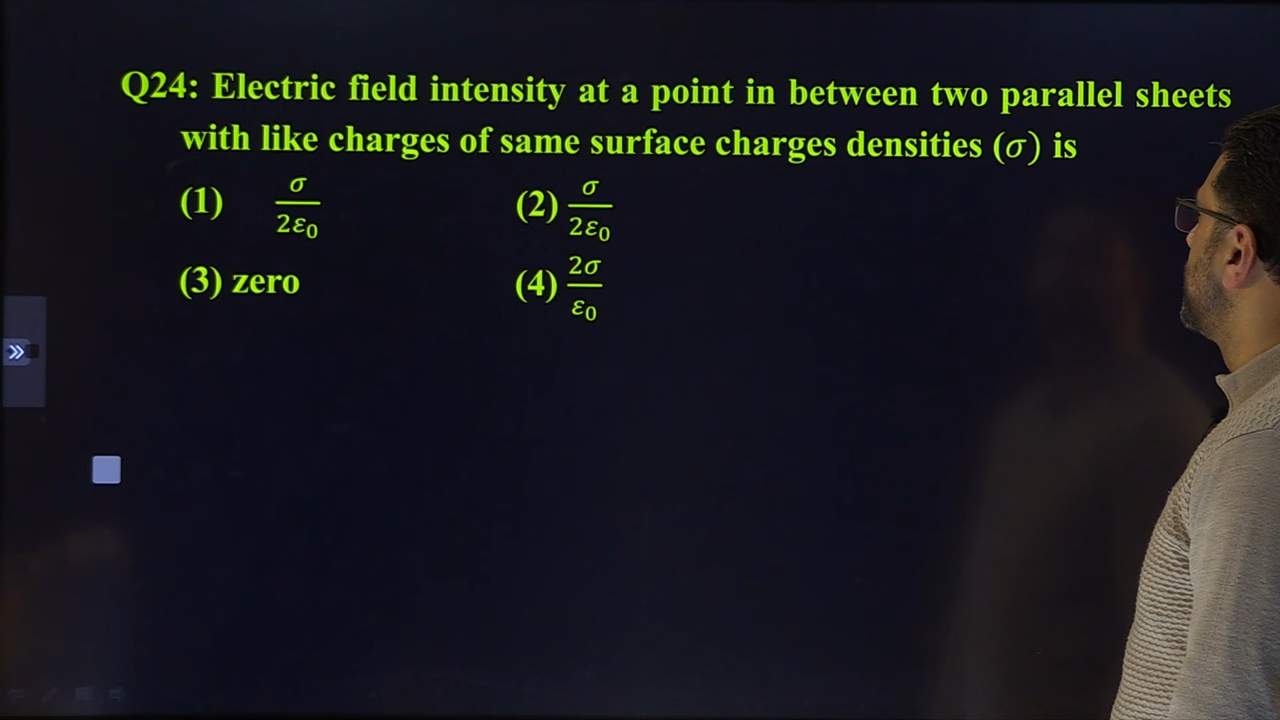 Q24: Electric field intensity at a point in between two parallel sheets
with like charges of same surface charges densities (σ) is
(1) σ/2ε₀ (2) σ/2ε₀
(3) zero (4) 2σ/ε₀